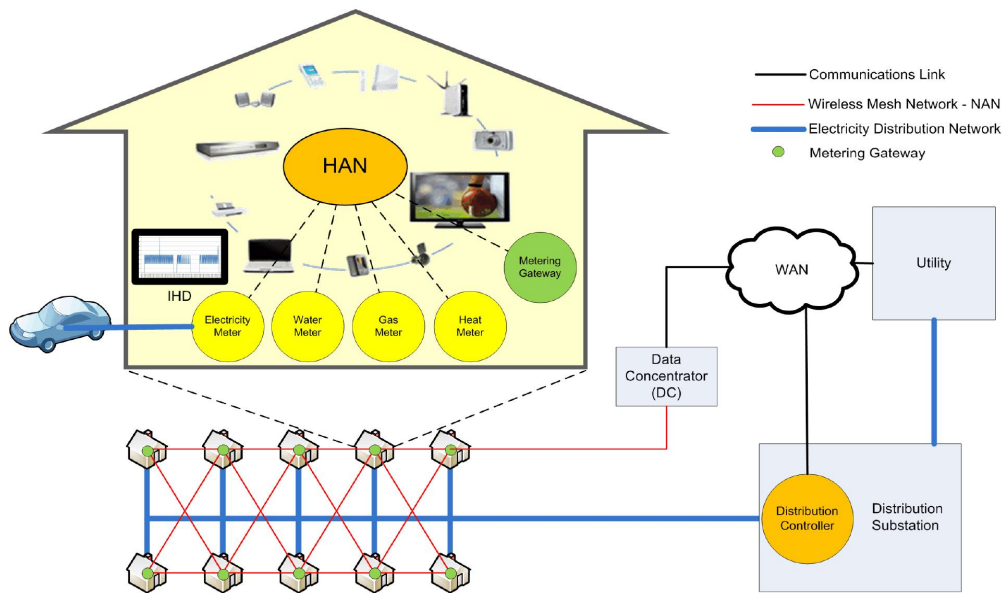 Communications Link
Wireless Mesh Network - NAN
Electricity Distribution Network
Metering Gateway
HAN
IHD
Metering
Gateway
Electricity
Meter
Water
Meter
Gas
Meter
Heat
Meter
WAN
Utility
Data
Concentrator
(DC)
Distribution
Controller
Distribution
Substation